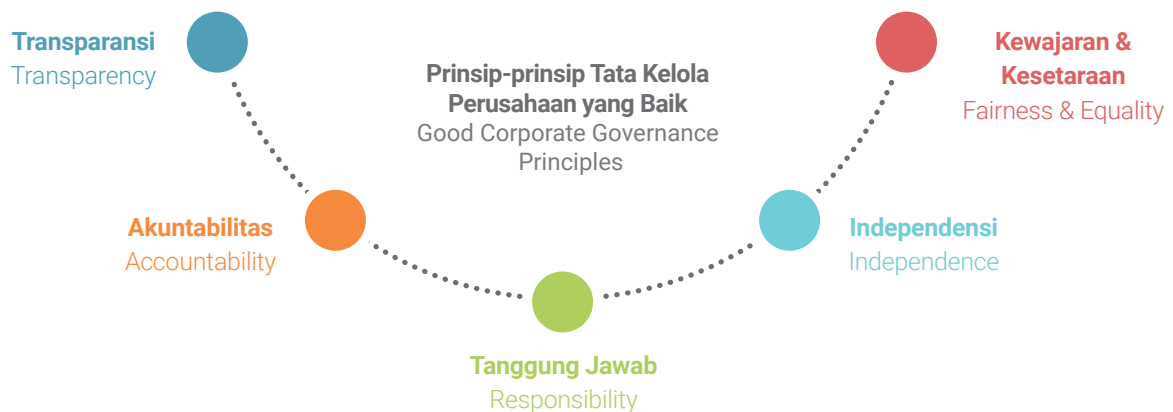 Prinsip-prinsip Tata Kelola
Perusahaan yang Baik
Good Corporate Governance
Principles
Transparansi
Transparency
Akuntabilitas
Accountability
Tanggung Jawab
Responsibility
Independensi
Independence
Kewajaran &
Kesetaraan
Fairness & Equality